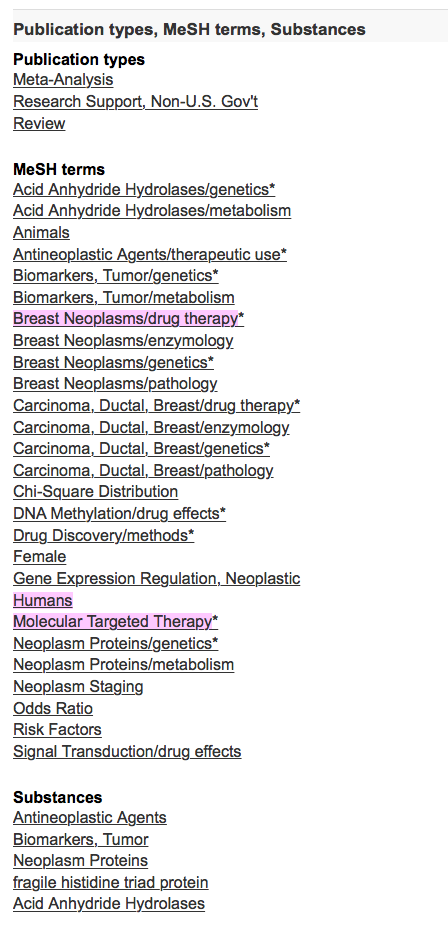 Publication types, MeSH terms, Substances
Publication types
Meta-Analysis
Research Support, Non-U.S. Gov't
Review
MeSH terms
Acid Anhydride Hydrolases/genetics*
Acid Anhydride Hydrolases/metabolism
Animals
Antineoplastic Agents/therapeutic use*
Biomarkers, Tumor/genetics*
Biomarkers, Tumor/metabolism
Breast Neoplasms/drug therapy*
Breast Neoplasms/enzymology
Breast Neoplasms/genetics*
Breast Neoplasms/pathology
Carcinoma, Ductal, Breast/drug therapy*
Carcinoma, Ductal, Breast/enzymology
Carcinoma, Ductal, Breast/genetics*
Carcinoma, Ductal, Breast/pathology
Chi-Square Distribution
DNA Methylation/drug effects*
Drug Discovery/methods*
Female
Gene Expression Regulation, Neoplastic
Humans
Molecular Targeted Therapy*
Neoplasm Proteins/genetics*
Neoplasm Proteins/metabolism
Neoplasm Staging
Odds Ratio
Risk Factors
Signal Transduction/drug effects
Substances
Antineoplastic Agents
Biomarkers, Tumor
Neoplasm Proteins
fragile histidine triad protein
Acid Anhydride Hydrolases